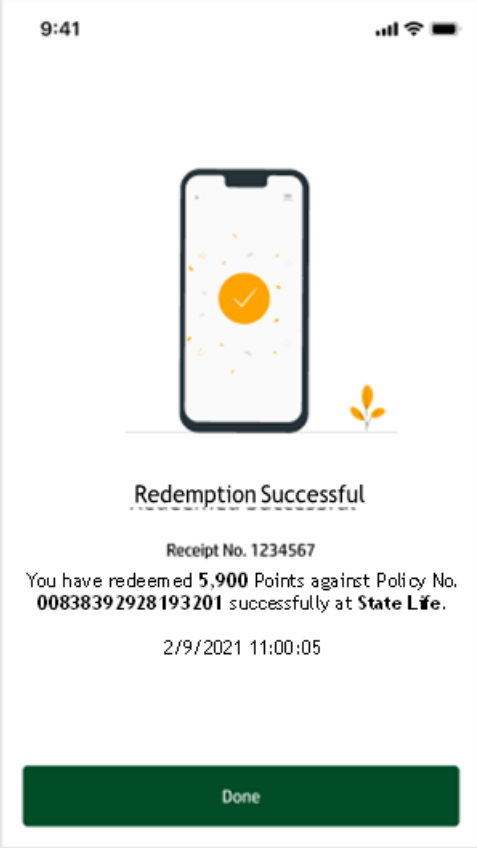 9:41
Redemption Successful
Receipt No. 1234567
You have redeemed 5,900 Points against Policy No.
00838392928193201 successfully at State Life.
2/9/2021 11:00:05
Done